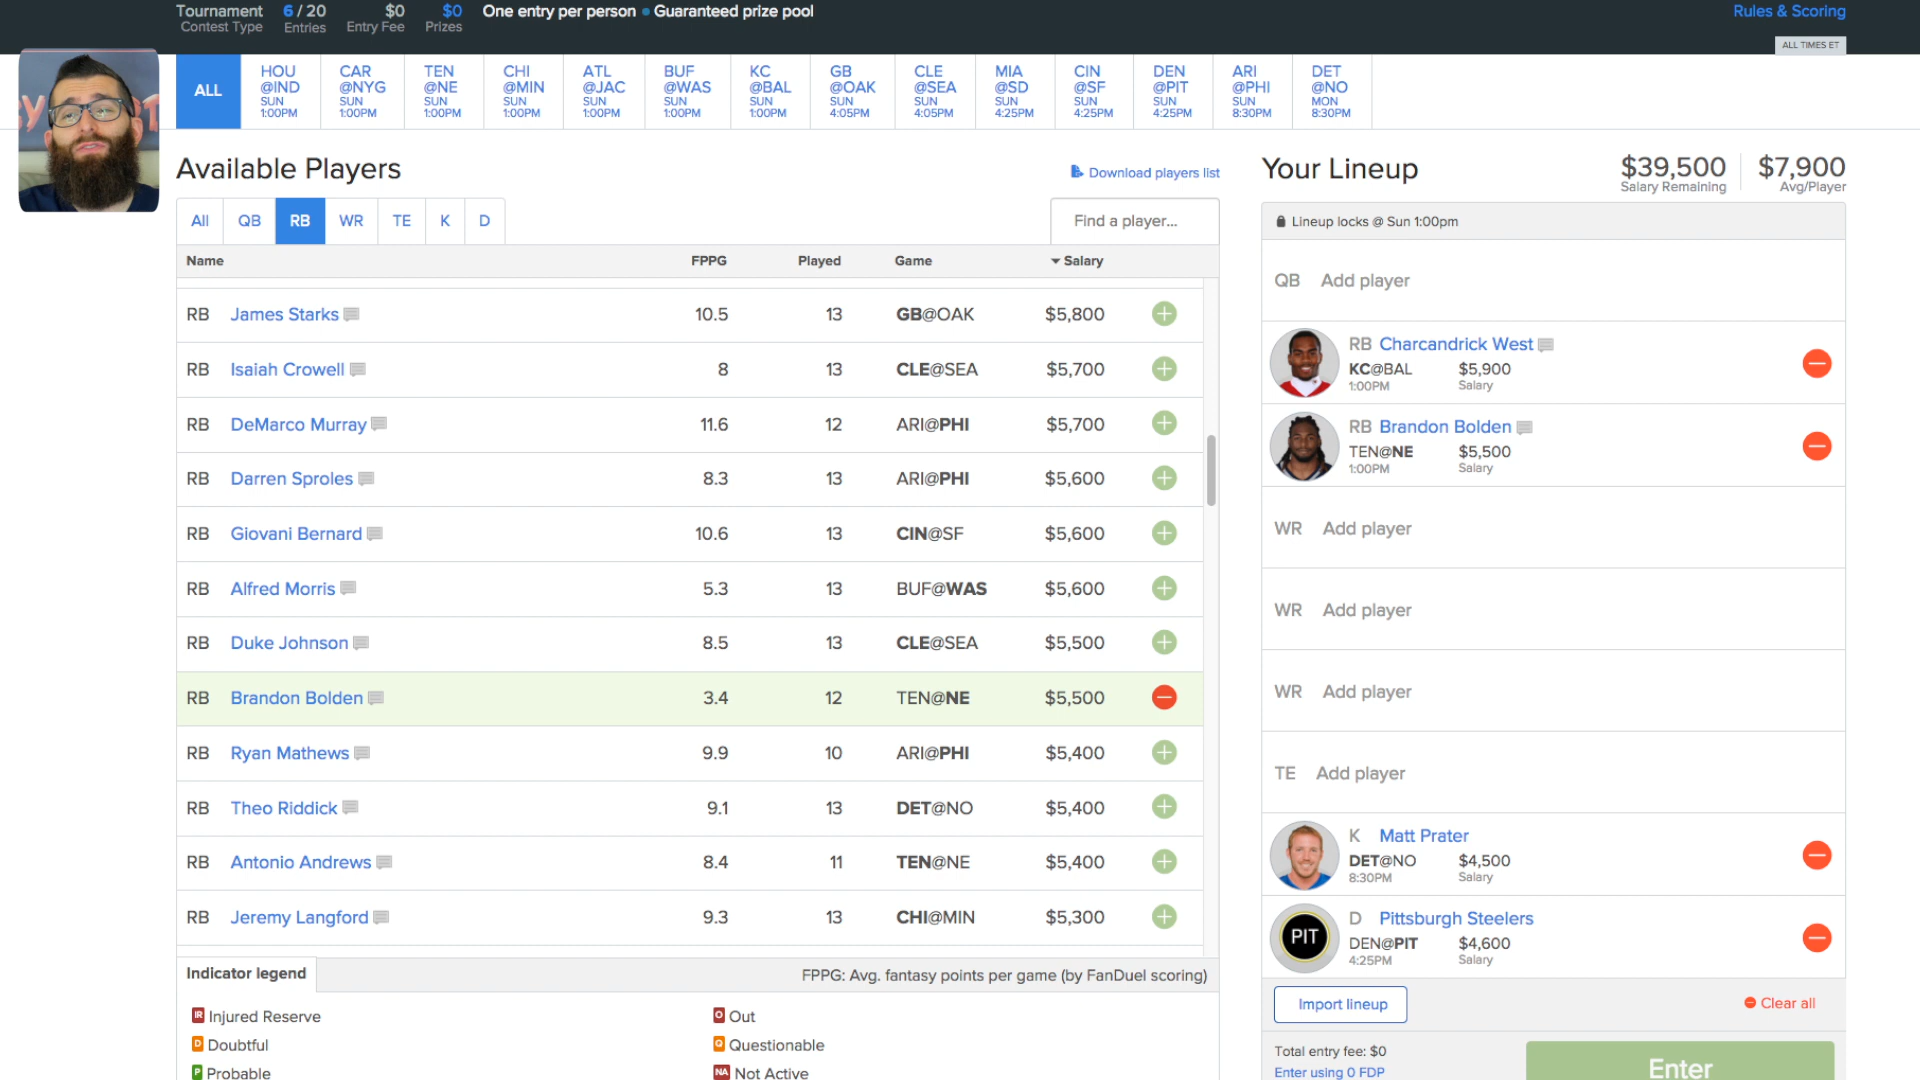 Tournament 6 / 20 $0 $0 One entry per person • Guaranteed prize pool Rules & Scoring
Contest Type Entries Entry Fee Prizes
ALL TIMES ET
ALL
HOU @IND SUN 1:00PM
CAR @NYG SUN 1:00PM
TEN @NE SUN 1:00PM
CHI @MIN SUN 1:00PM
ATL @JAC SUN 1:00PM
BUF @WAS SUN 1:00PM
KC @BAL SUN 1:00PM
GB @OAK SUN 4:05PM
CLE @SEA SUN 4:05PM
MIA @SD SUN 4:25PM
CIN @SF SUN 4:25PM
DEN @PIT SUN 4:25PM
ARI @PHI SUN 8:30PM
DET @NO MON 8:30PM
Available Players
Download players list
All QB RB WR TE K D
Find a player...
Name FPPG Played Game Salary
RB James Starks 10.5 13 GB@OAK $5,800
RB Isaiah Crowell 8 13 CLE@SEA $5,700
RB DeMarco Murray 11.6 12 ARI@PHI $5,700
RB Darren Sproles 8.3 13 ARI@PHI $5,600
RB Giovani Bernard 10.6 13 CIN@SF $5,600
RB Alfred Morris 5.3 13 BUF@WAS $5,600
RB Duke Johnson 8.5 13 CLE@SEA $5,500
RB Brandon Bolden 3.4 12 TEN@NE $5,500
RB Ryan Mathews 9.9 10 ARI@PHI $5,400
RB Theo Riddick 9.1 13 DET@NO $5,400
RB Antonio Andrews 8.4 11 TEN@NE $5,400
RB Jeremy Langford 9.3 13 CHI@MIN $5,300
Indicator legend
FPPG: Avg. fantasy points per game (by FanDuel scoring)
IR Injured Reserve
O Out
D Doubtful
Q Questionable
P Probable
NA Not Active
Your Lineup
$39,500 $7,900
Salary Remaining Avg/Player
Lineup locks @ Sun 1:00pm
QB Add player
RB Charcandrick West
KC@BAL $5,900
1:00PM Salary
RB Brandon Bolden
TEN@NE $5,500
1:00PM Salary
WR Add player
WR Add player
WR Add player
TE Add player
K Matt Prater
DET@NO $4,500
8:30PM Salary
PIT
D Pittsburgh Steelers
DEN@PIT $4,600
4:25PM Salary
Import lineup
Clear all
Total entry fee: $0
Enter using 0 FDP
Enter